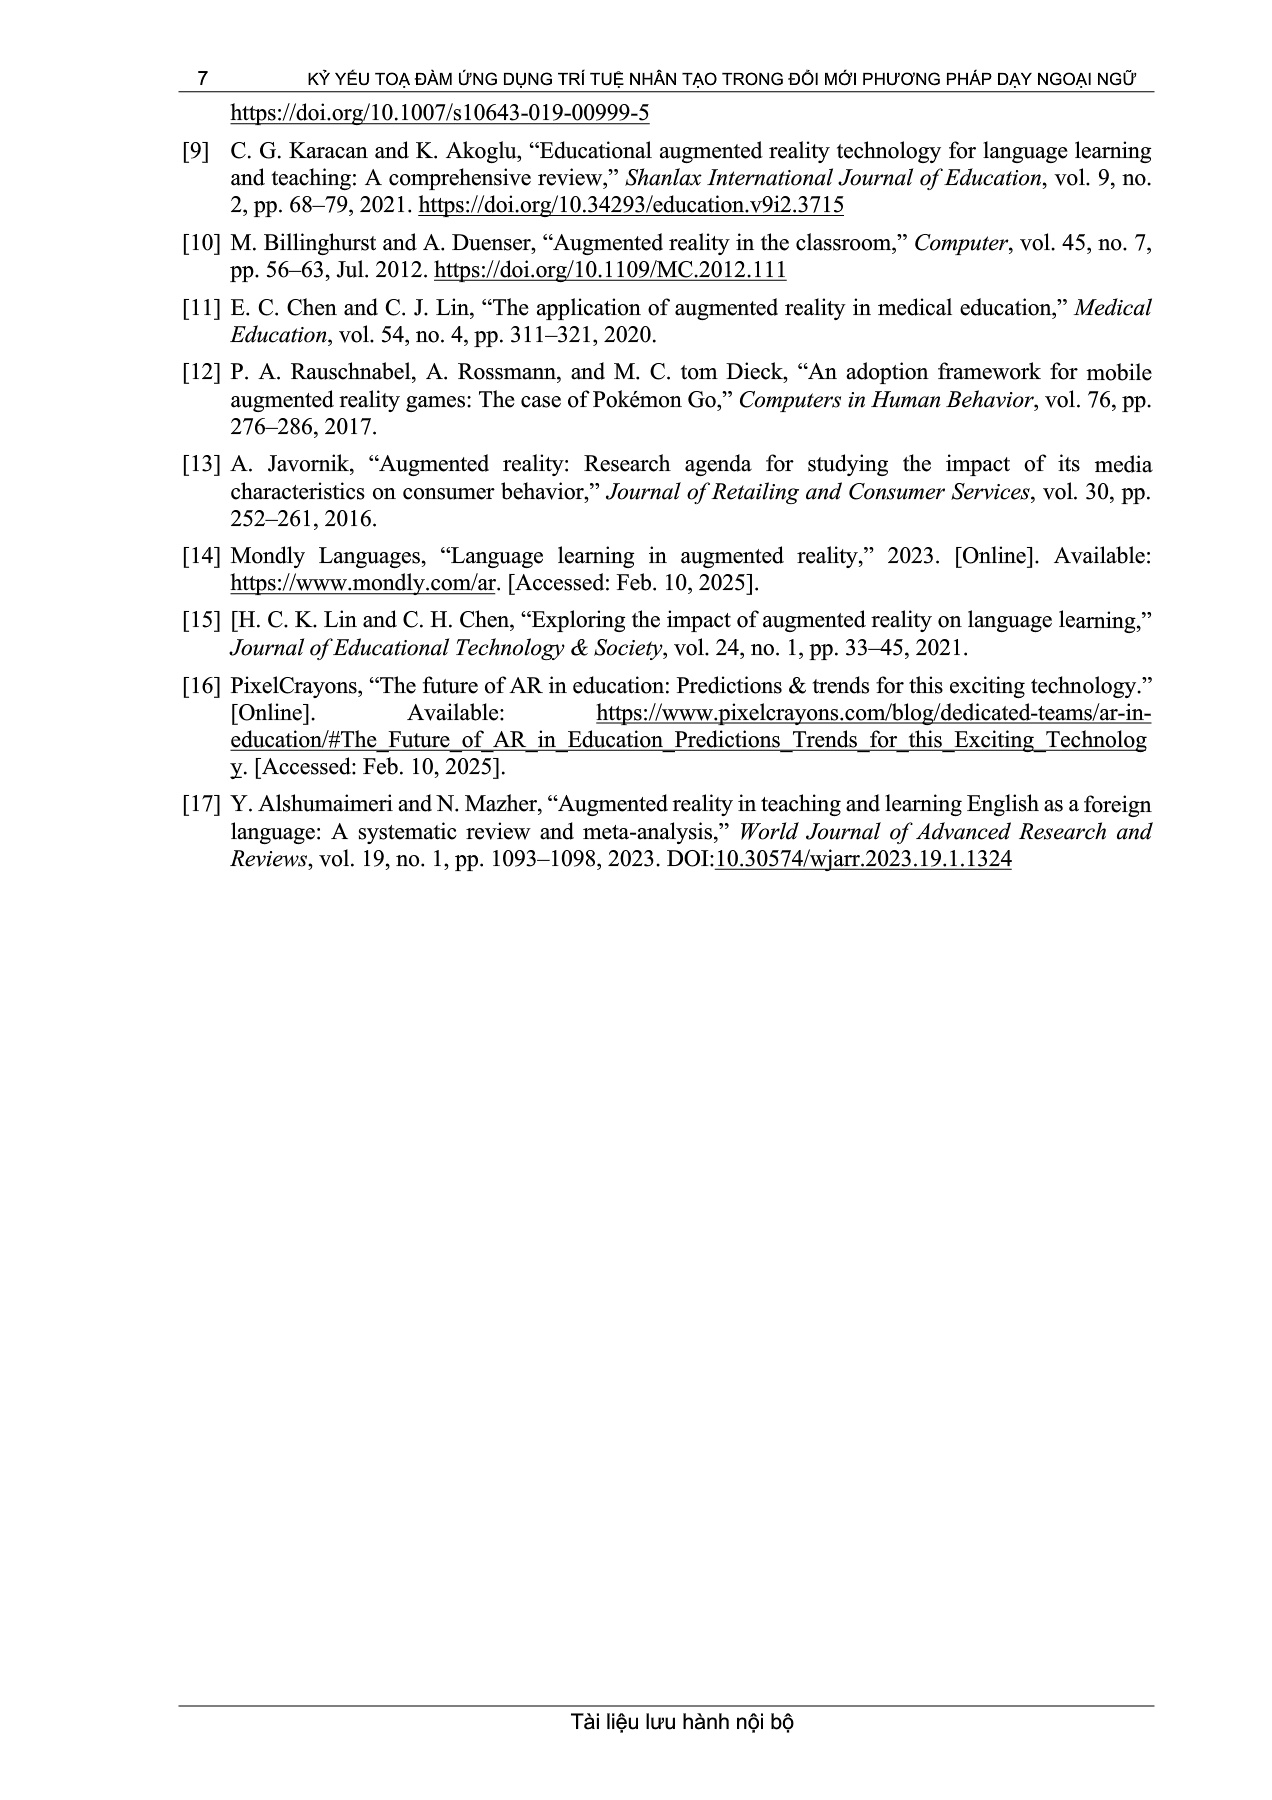 7 KỶ YẾU TOẠ ĐÀM ỨNG DỤNG TRÍ TUỆ NHÂN TẠO TRONG ĐỔI MỚI PHƯƠNG PHÁP DẠY NGOẠI NGỮ
https://doi.org/10.1007/s10643-019-00999-5
[9] C. G. Karacan and K. Akoglu, “Educational augmented reality technology for language learning
and teaching: A comprehensive review,” Shanlax International Journal of Education, vol. 9, no.
2, pp. 68–79, 2021. https://doi.org/10.34293/education.v9i2.3715
[10] M. Billinghurst and A. Duenser, “Augmented reality in the classroom,” Computer, vol. 45, no. 7,
pp. 56–63, Jul. 2012. https://doi.org/10.1109/MC.2012.111
[11] E. C. Chen and C. J. Lin, “The application of augmented reality in medical education,” Medical
Education, vol. 54, no. 4, pp. 311–321, 2020.
[12] P. A. Rauschnabel, A. Rossmann, and M. C. tom Dieck, “An adoption framework for mobile
augmented reality games: The case of Pokémon Go,” Computers in Human Behavior, vol. 76, pp.
276–286, 2017.
[13] A. Javornik, “Augmented reality: Research agenda for studying the impact of its media
characteristics on consumer behavior,” Journal of Retailing and Consumer Services, vol. 30, pp.
252–261, 2016.
[14] Mondly Languages, “Language learning in augmented reality,” 2023. [Online]. Available:
https://www.mondly.com/ar. [Accessed: Feb. 10, 2025].
[15] [H. C. K. Lin and C. H. Chen, “Exploring the impact of augmented reality on language learning,”
Journal of Educational Technology & Society, vol. 24, no. 1, pp. 33–45, 2021.
[16] PixelCrayons, “The future of AR in education: Predictions & trends for this exciting technology.”
[Online]. Available: https://www.pixelcrayons.com/blog/dedicated-teams/ar-in-
education/#The_Future_of_AR_in_Education_Predictions_Trends_for_this_Exciting_Technolog
y. [Accessed: Feb. 10, 2025].
[17] Y. Alshumaimeri and N. Mazher, “Augmented reality in teaching and learning English as a foreign
language: A systematic review and meta-analysis,” World Journal of Advanced Research and
Reviews, vol. 19, no. 1, pp. 1093–1098, 2023. DOI:10.30574/wjarr.2023.19.1.1324
Tài liệu lưu hành nội bộ